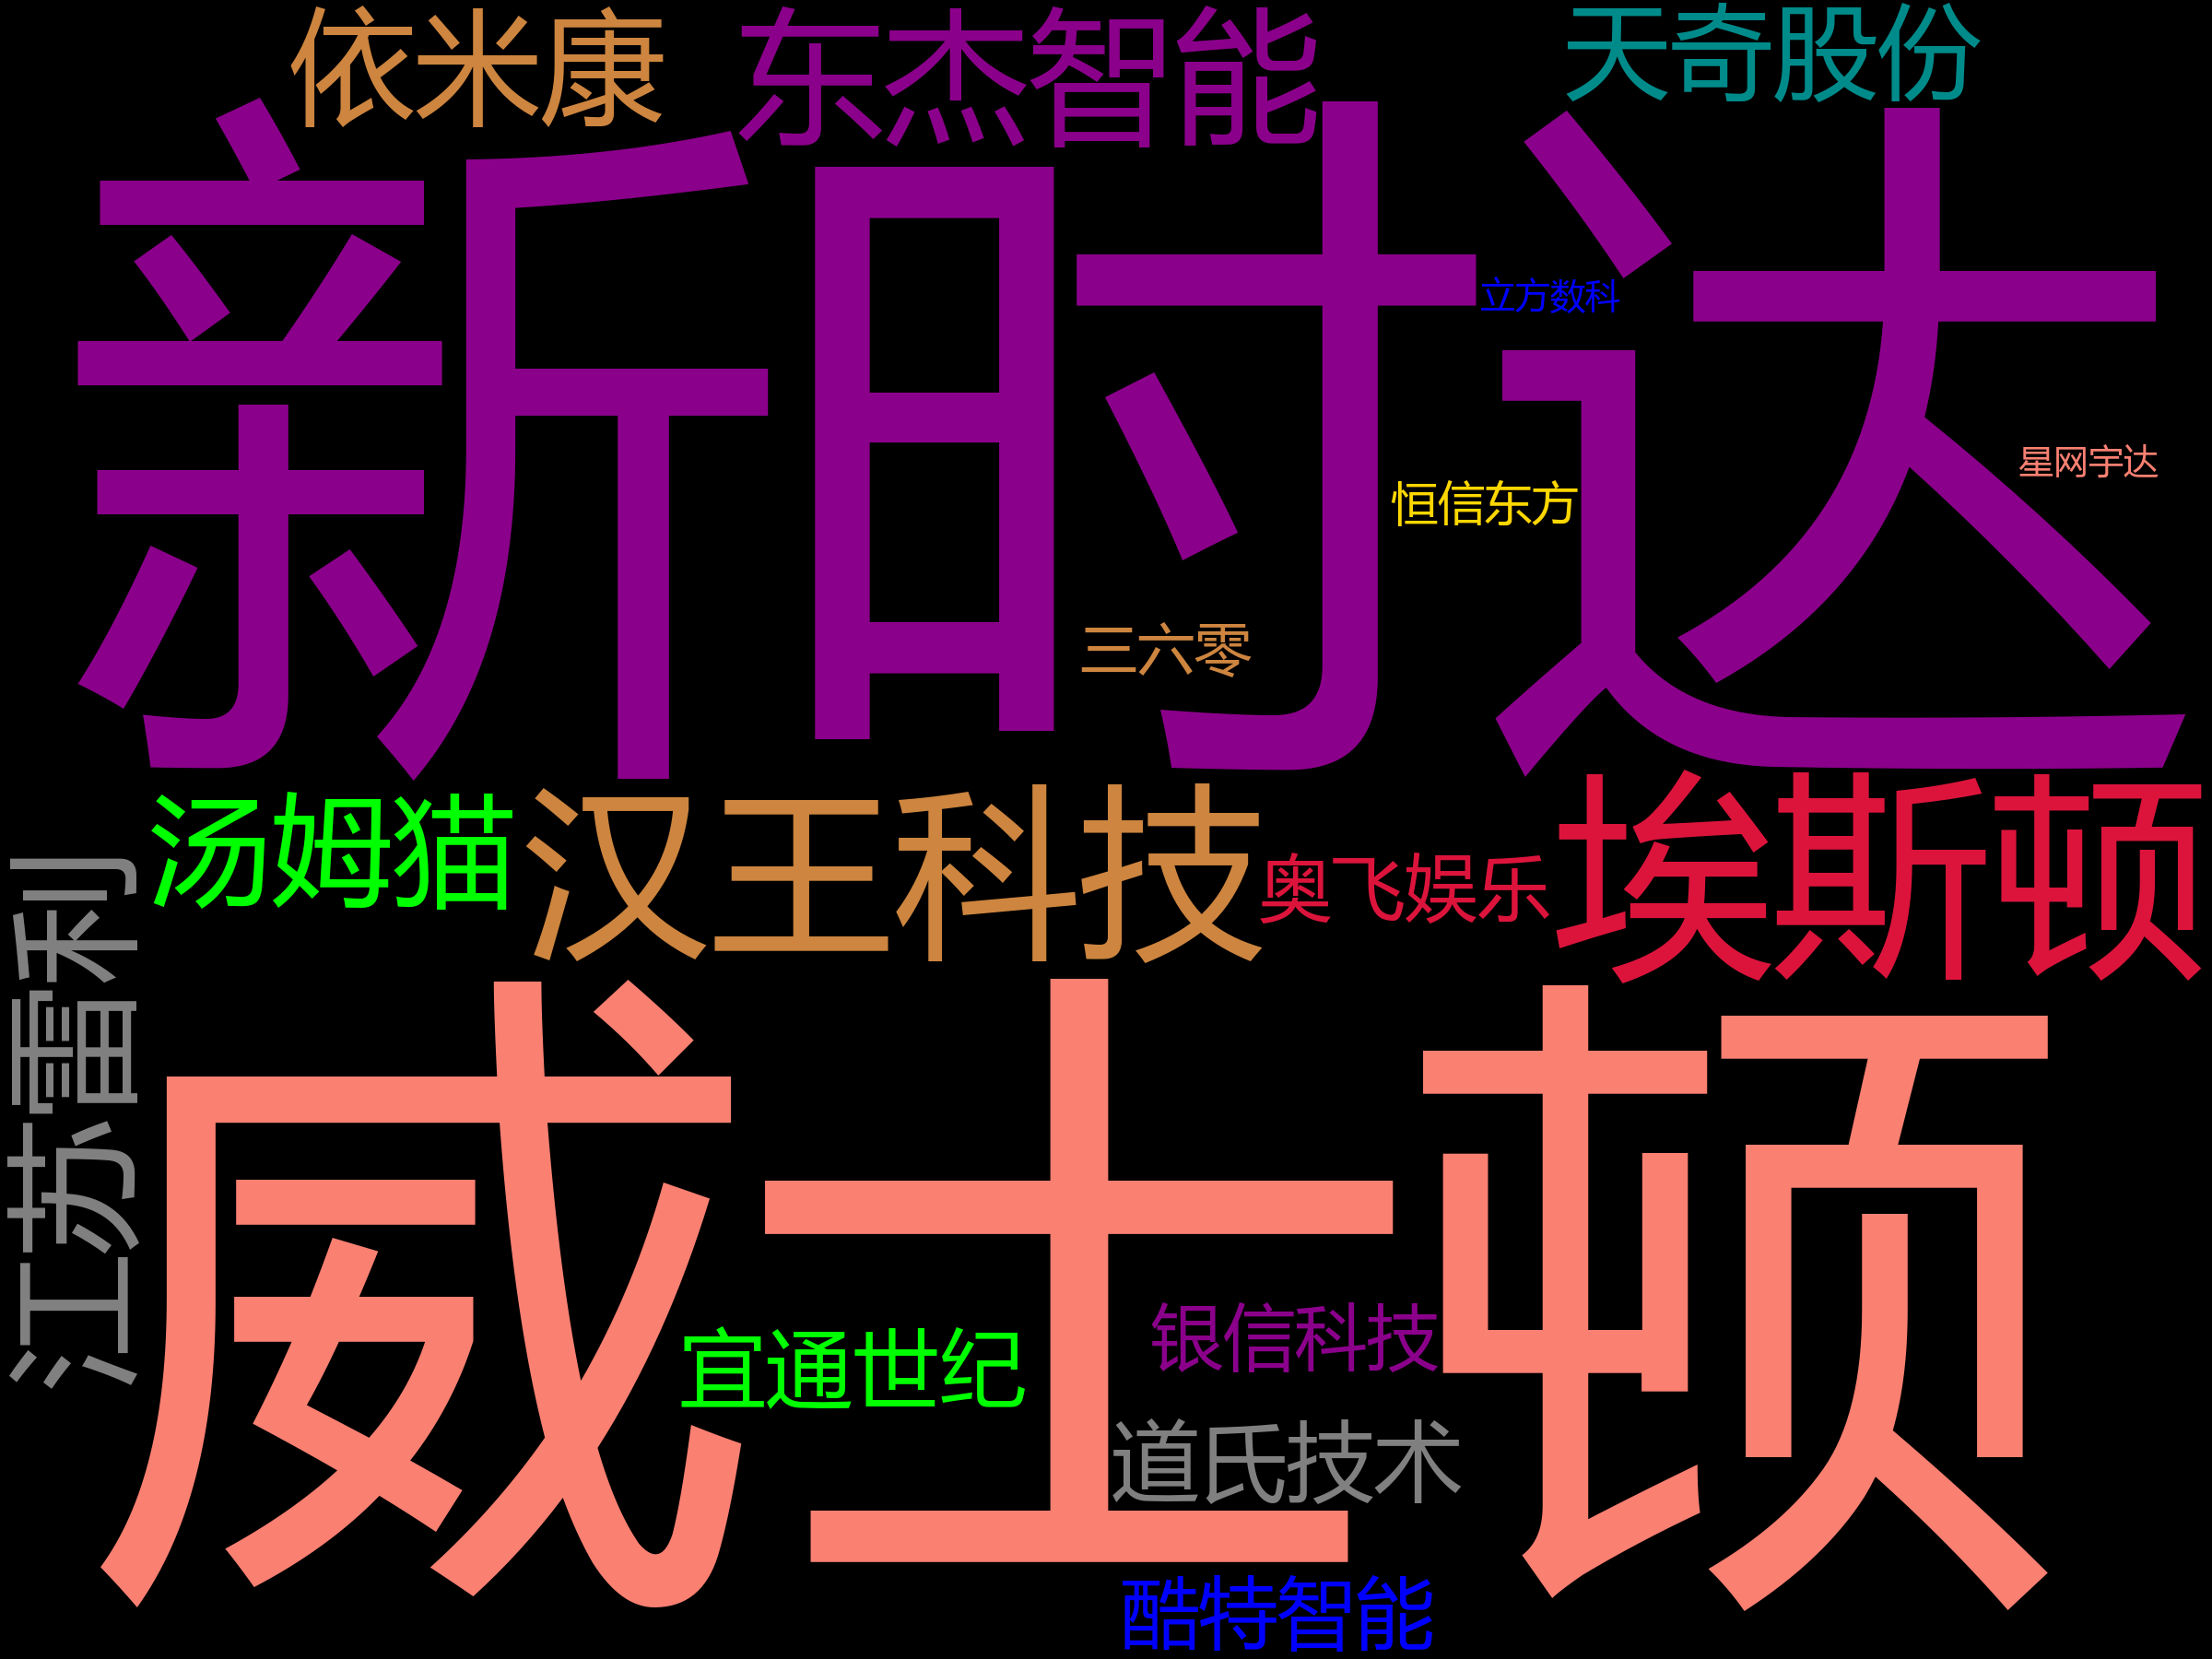 依米康
东杰智能
天奇股份
新时达
立方数科
星网宇达
恒信东方
三六零
汤姆猫
汉王科技
奥飞娱乐
埃斯顿
江苏雷利
威士顿
宜通世纪
银信科技
道氏技术
酷特智能